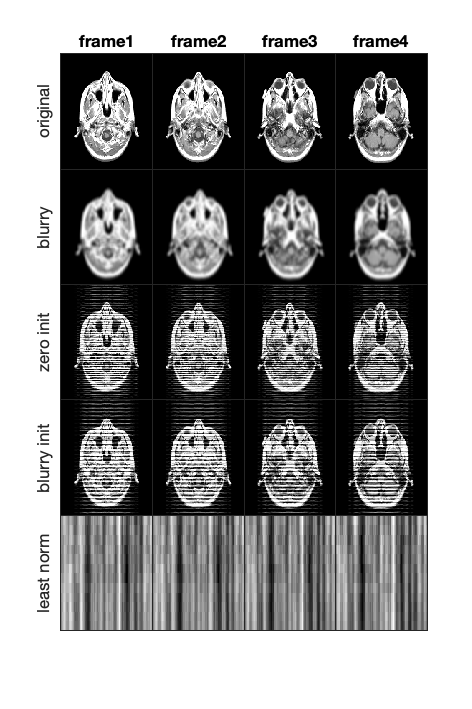 frame1 frame2 frame3 frame4
original
blurry
zero init
blurry init
least norm